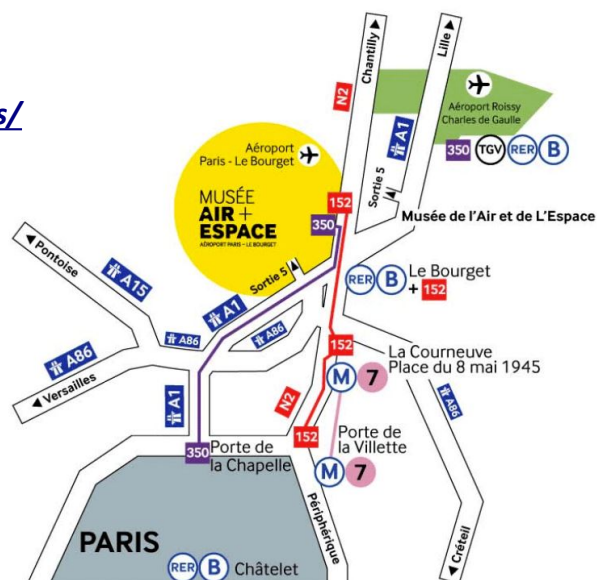 s/
Chantilly
Lille
N2
A1
Aéroport Roissy
Charles de Gaulle
350 TGV RER B
Aéroport
Paris - Le Bourget
Sortie 5
MUSÉE
AIR +
ESPACE
AÉROPORT PARIS – LE BOURGET
152
350
Musée de l'Air et de L'Espace
Pontoise
A15
Sortie 5
A1
RER B Le Bourget
+ 152
A86
A86
A86
Versailles
152
La Courneuve
Place du 8 mai 1945
M 7
A1
N2
A86
152
Porte de
la Villette
350
Porte de
la Chapelle
M 7
Périphérique
PARIS
Créteil
RER B Châtelet